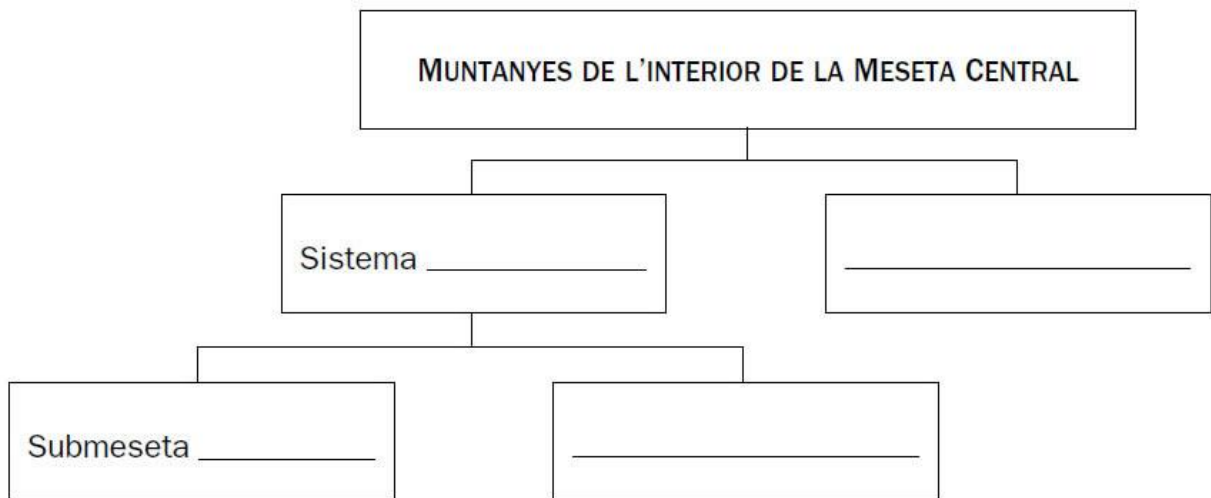 MUNTANYES DE L'INTERIOR DE LA MESETA CENTRAL
Sistema
Submeseta